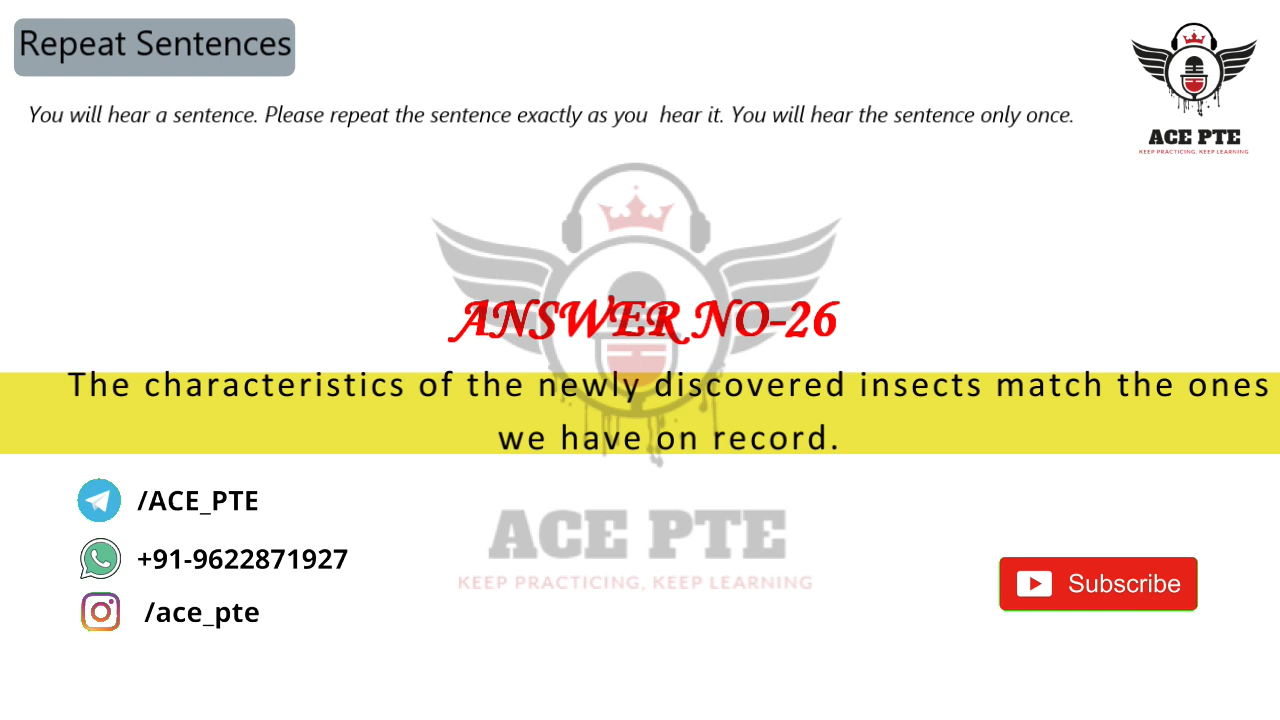 Repeat Sentences
You will hear a sentence. Please repeat the sentence exactly as you  hear it. You will hear the sentence only once.
ACE PTE
KEEP PRACTICING, KEEP LEARNING
ANSWER NO-26
The characteristics of the newly discovered insects match the ones
we have on record.
/ACE_PTE
+91-9622871927
/ace_pte
ACE PTE
KEEP PRACTICING, KEEP LEARNING
Subscribe